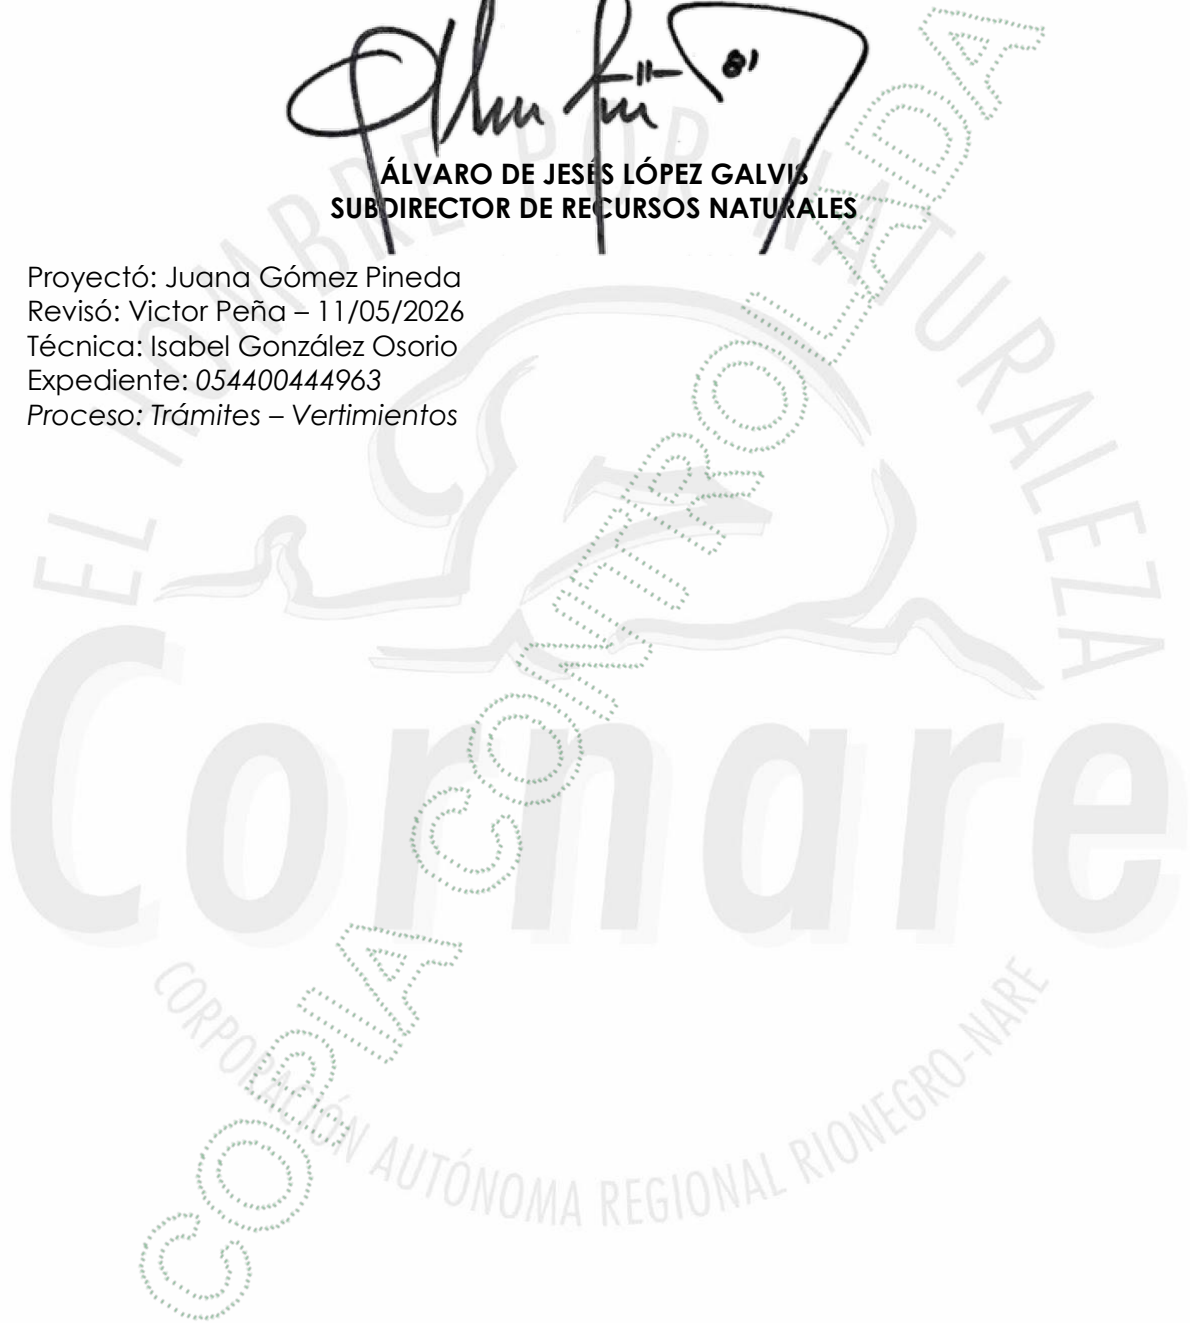 ÁLVARO DE JESÚS LÓPEZ GALVIS
SUBDIRECTOR DE RECURSOS NATURALES
Proyectó: Juana Gómez Pineda
Revisó: Victor Peña – 11/05/2026
Técnica: Isabel González Osorio
Expediente: 054400444963
Proceso: Trámites – Vertimientos
EL HOMBRE POR NATURALEZA
Cornare
CORPORACIÓN AUTÓNOMA REGIONAL RIONEGRO-NARE
COPIA CONTROLADA